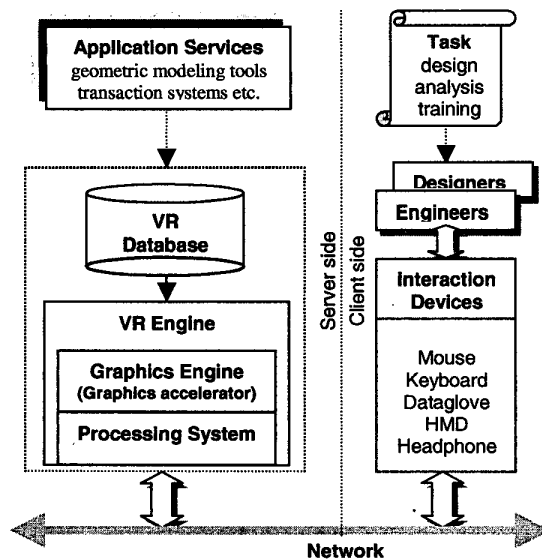 Application Services
geometric modeling tools
transaction systems etc.
VR
Database
VR Engine
Graphics Engine
(Graphics accelerator)
Processing System
Server side
Client side
Task
design
analysis
training
Designers
Engineers
interaction
Devices
Mouse
Keyboard
Dataglove
HMD
Headphone
Network